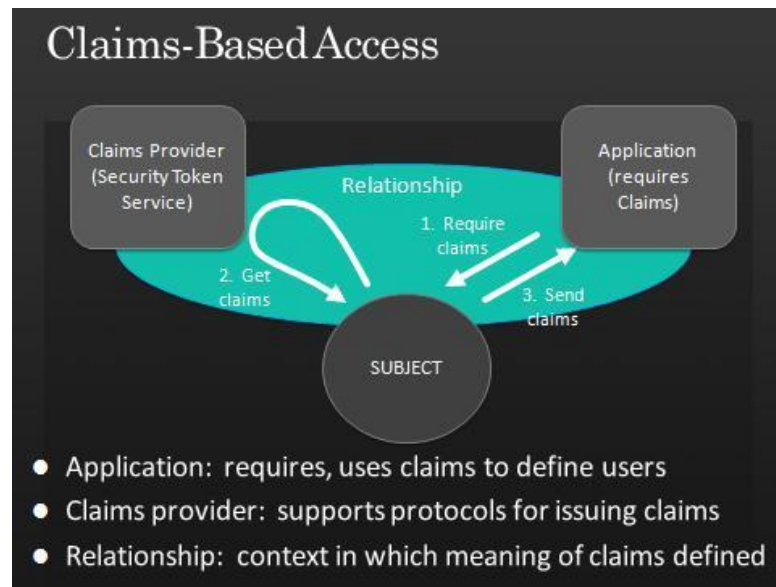 Claims-Based Access
Claims Provider
(Security Token
Service)
Application
(requires
Claims)
Relationship
1. Require
claims
2. Get
claims
3. Send
claims
SUBJECT
● Application: requires, uses claims to define users
● Claims provider: supports protocols for issuing claims
● Relationship: context in which meaning of claims defined